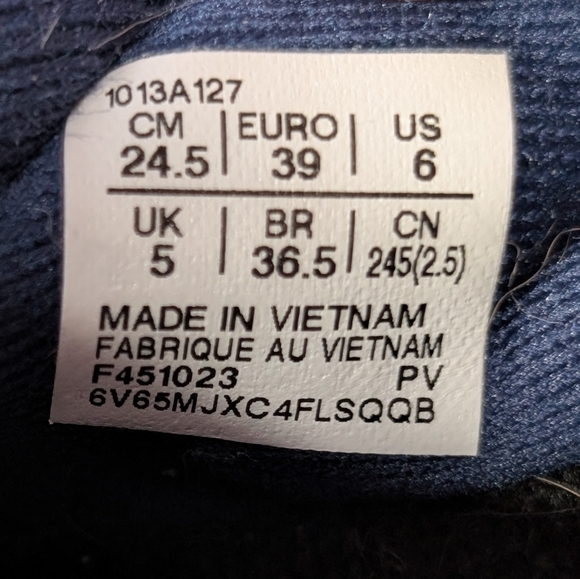 1013A127
CM | EURO | US
24.5 | 39 | 6
UK | BR | CN
5 | 36.5 | 245(2.5)
MADE IN VIETNAM
FABRIQUE AU VIETNAM
F451023 PV
6V65MJXC4FLSQQB